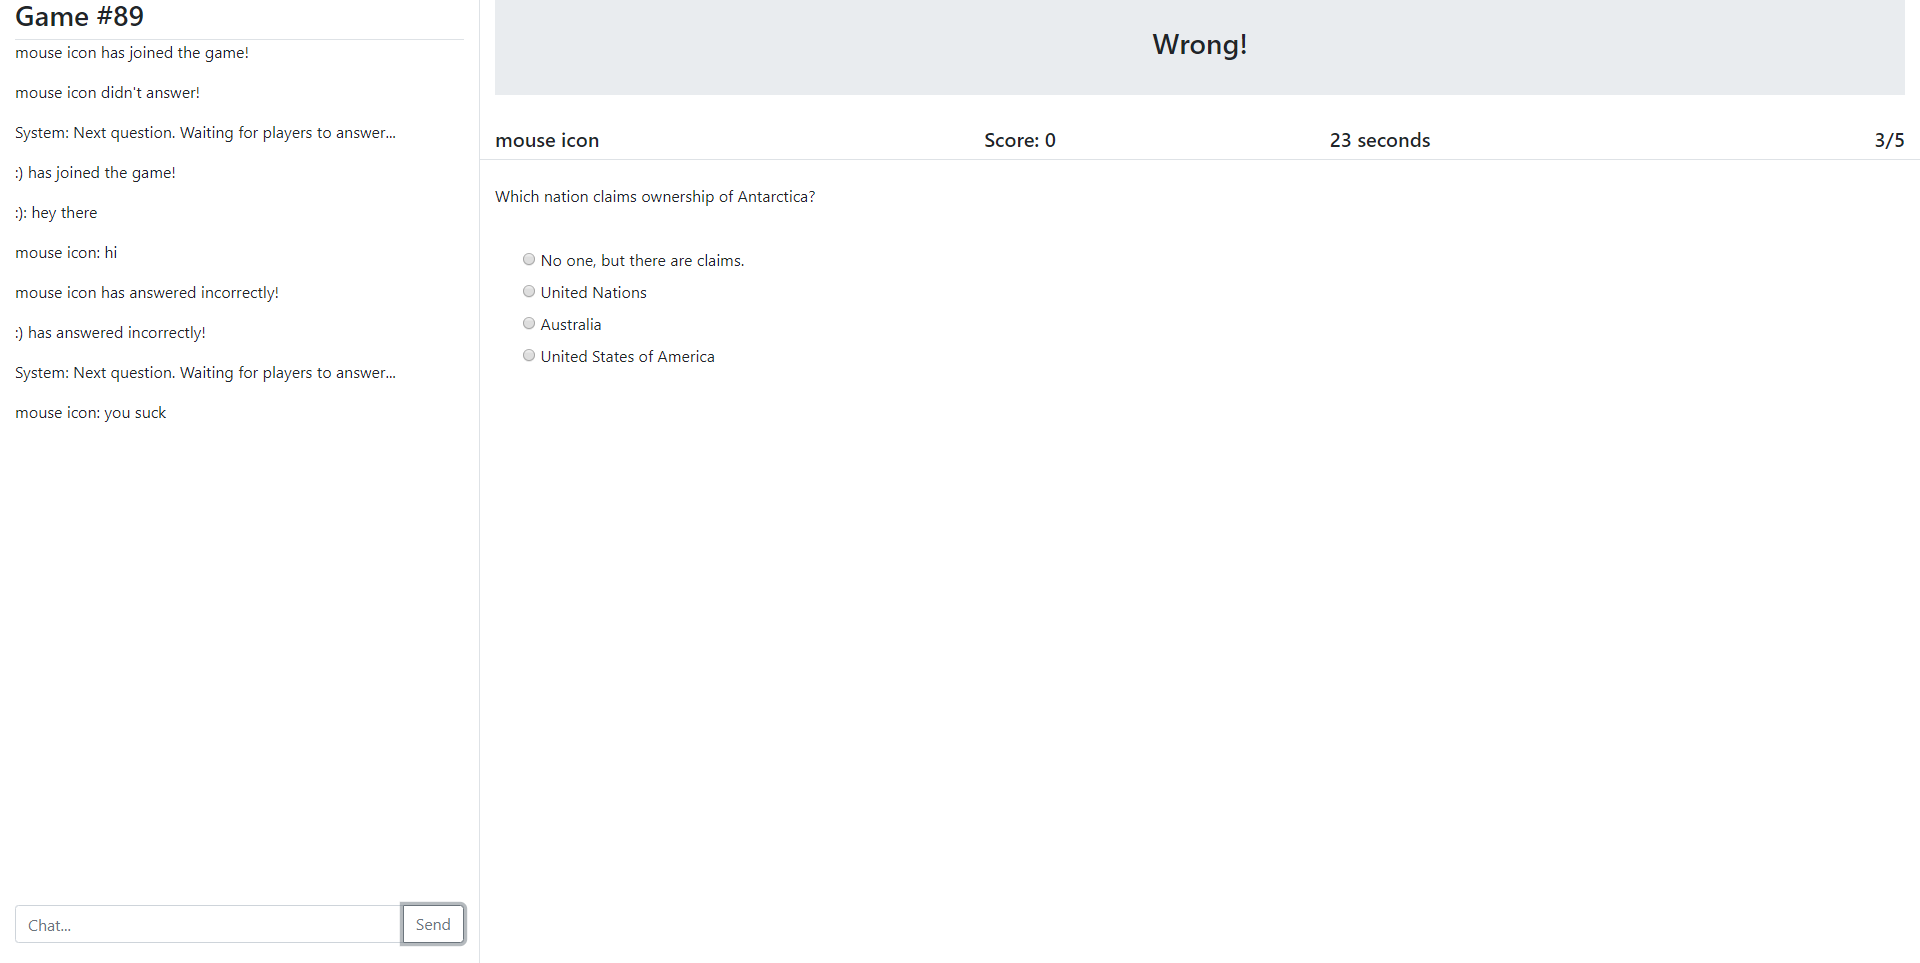 Game #89
mouse icon has joined the game!
mouse icon didn't answer!
System: Next question. Waiting for players to answer...
:) has joined the game!
:): hey there
mouse icon: hi
mouse icon has answered incorrectly!
:) has answered incorrectly!
System: Next question. Waiting for players to answer...
mouse icon: you suck
Chat...
Send
Wrong!
mouse icon
Score: 0
23 seconds
3/5
Which nation claims ownership of Antarctica?
No one, but there are claims.
United Nations
Australia
United States of America